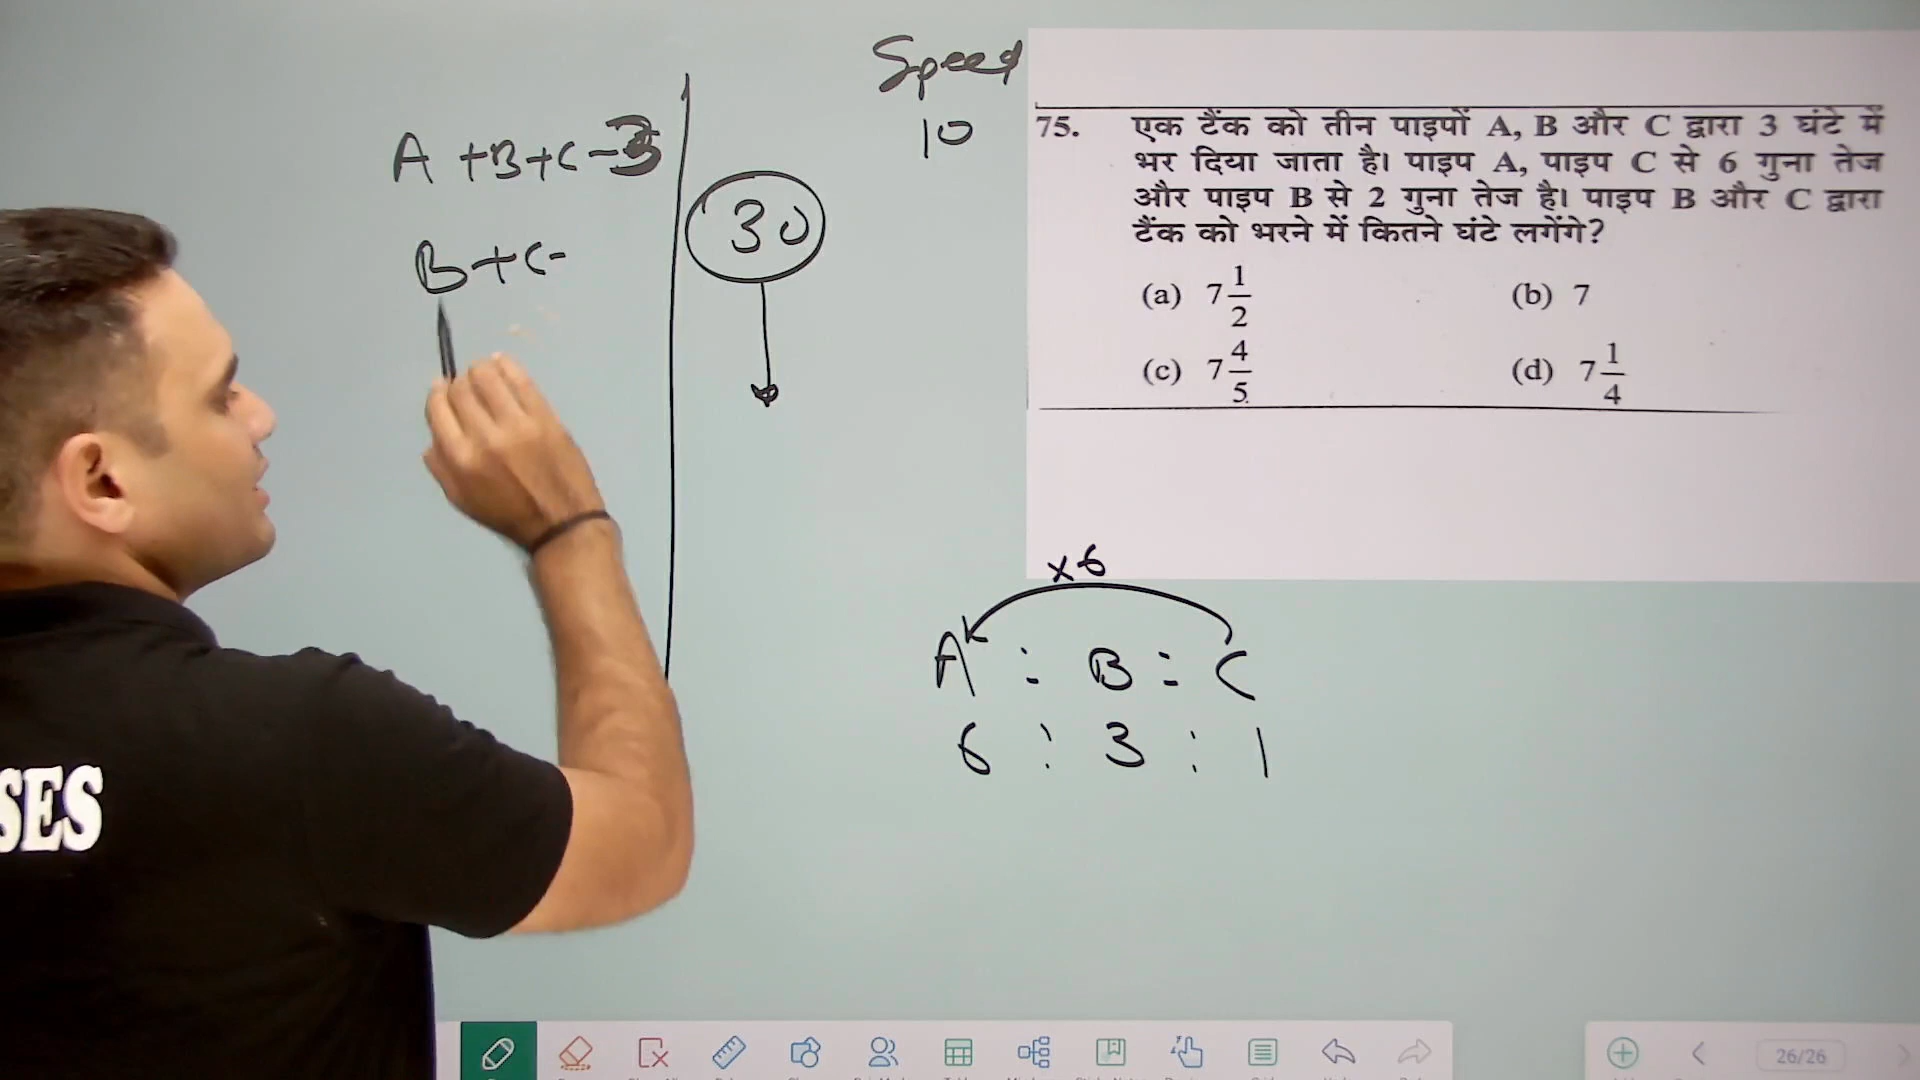 Speed
10
A + B + C - 3
B + C -
30
75. एक टैंक को तीन पाइपों A, B और C द्वारा 3 घंटे में
भर दिया जाता है। पाइप A, पाइप C से 6 गुना तेज
और पाइप B से 2 गुना तेज है। पाइप B और C द्वारा
टैंक को भरने में कितने घंटे लगेंगे?
(a) 7 1/2 (b) 7
(c) 7 4/5 (d) 7 1/4
×6
A : B : C
6 : 3 : 1
SES
26/26